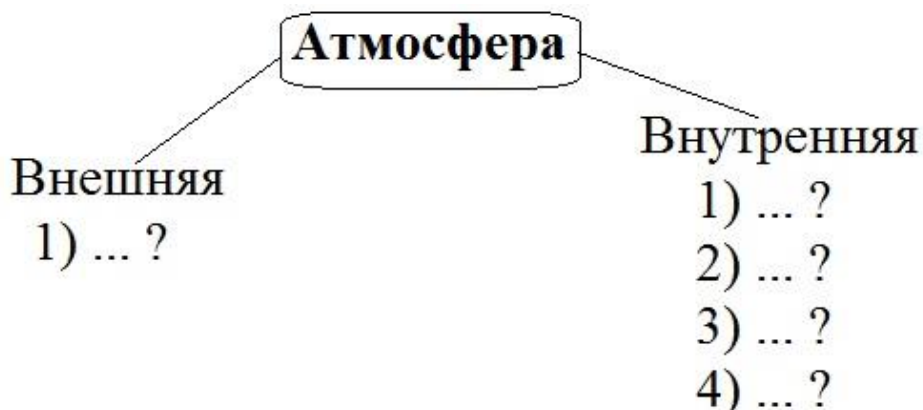 Атмосфера
Внешняя
1) ... ?
Внутренняя
1) ... ?
2) ... ?
3) ... ?
4) ... ?